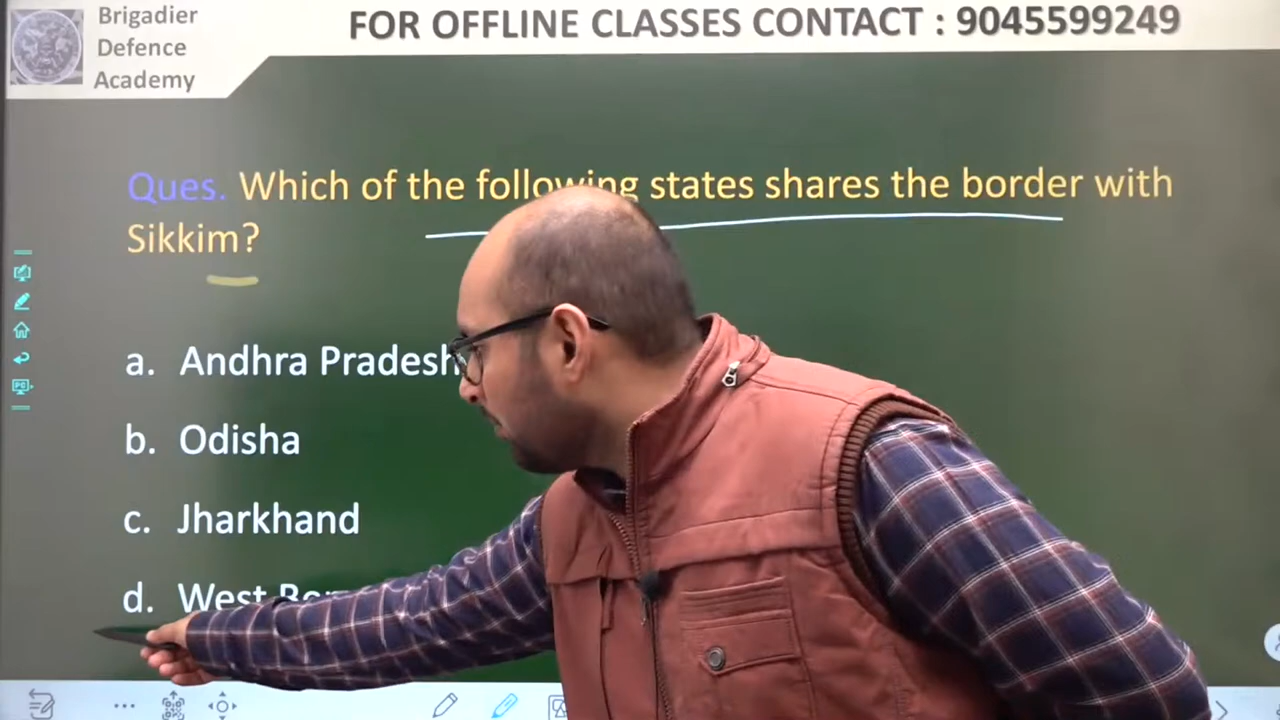 Brigadier
Defence
Academy
FOR OFFLINE CLASSES CONTACT : 9045599249
Ques. Which of the following states shares the border with
Sikkim?
a. Andhra Pradesh
b. Odisha
c. Jharkhand
d. West